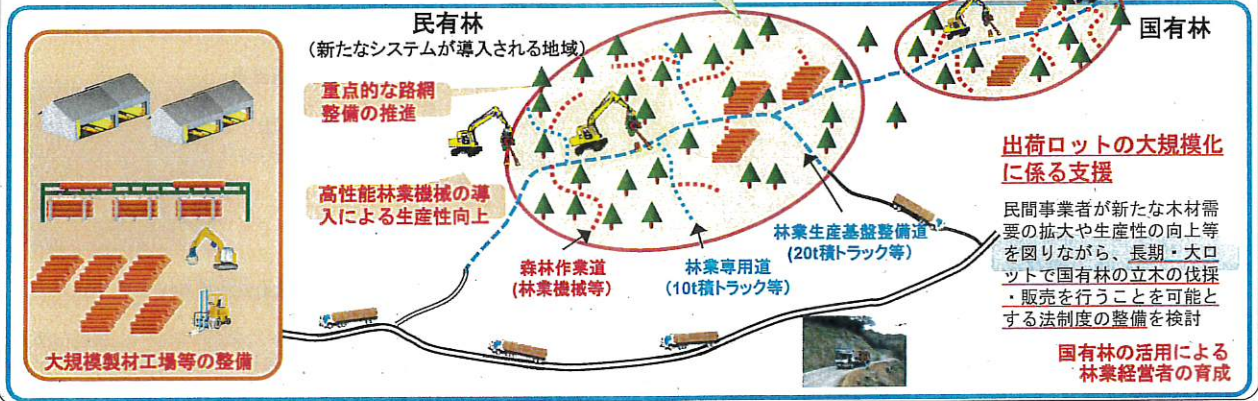 民有林
(新たなシステムが導入される地域)
国有林
重点的な路網
整備の推進
高性能林業機械の導
入による生産性向上
森林作業道
(林業機械等)
林業専用道
(10t積トラック等)
林業生産基盤整備道
(20t積トラック等)
大規模製材工場等の整備
出荷ロットの大規模化
に係る支援
民間事業者が新たな木材需
要の拡大や生産性の向上等
を図りながら、長期・大ロ
ットで国有林の立木の伐採
・販売を行うことを可能と
する法制度の整備を検討
国有林の活用による
林業経営者の育成